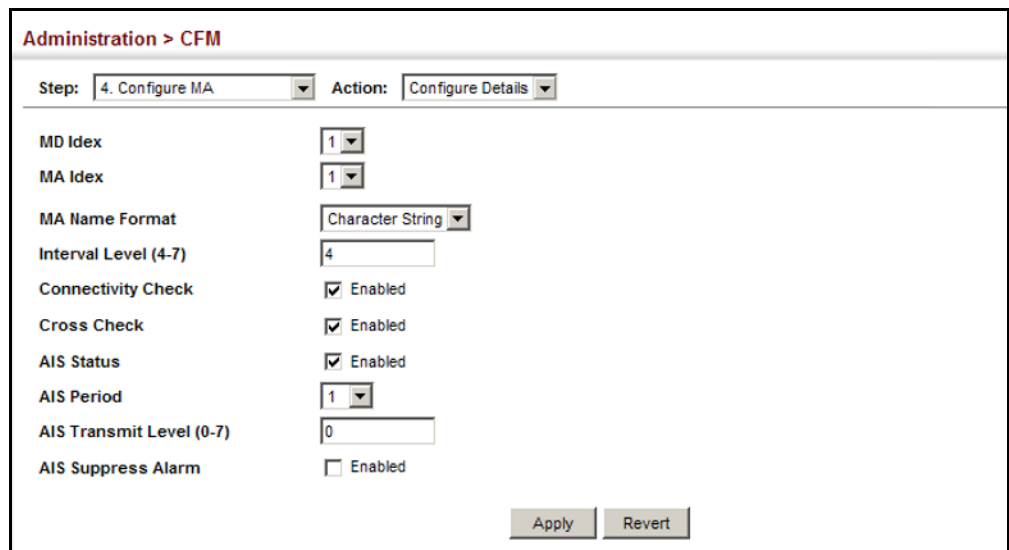 Administration > CFM
Step: 4. Configure MA Action: Configure Details
MD Idex 1
MA Idex 1
MA Name Format Character String
Interval Level (4-7) 4
Connectivity Check Enabled
Cross Check Enabled
AIS Status Enabled
AIS Period 1
AIS Transmit Level (0-7) 0
AIS Suppress Alarm Enabled
Apply Revert